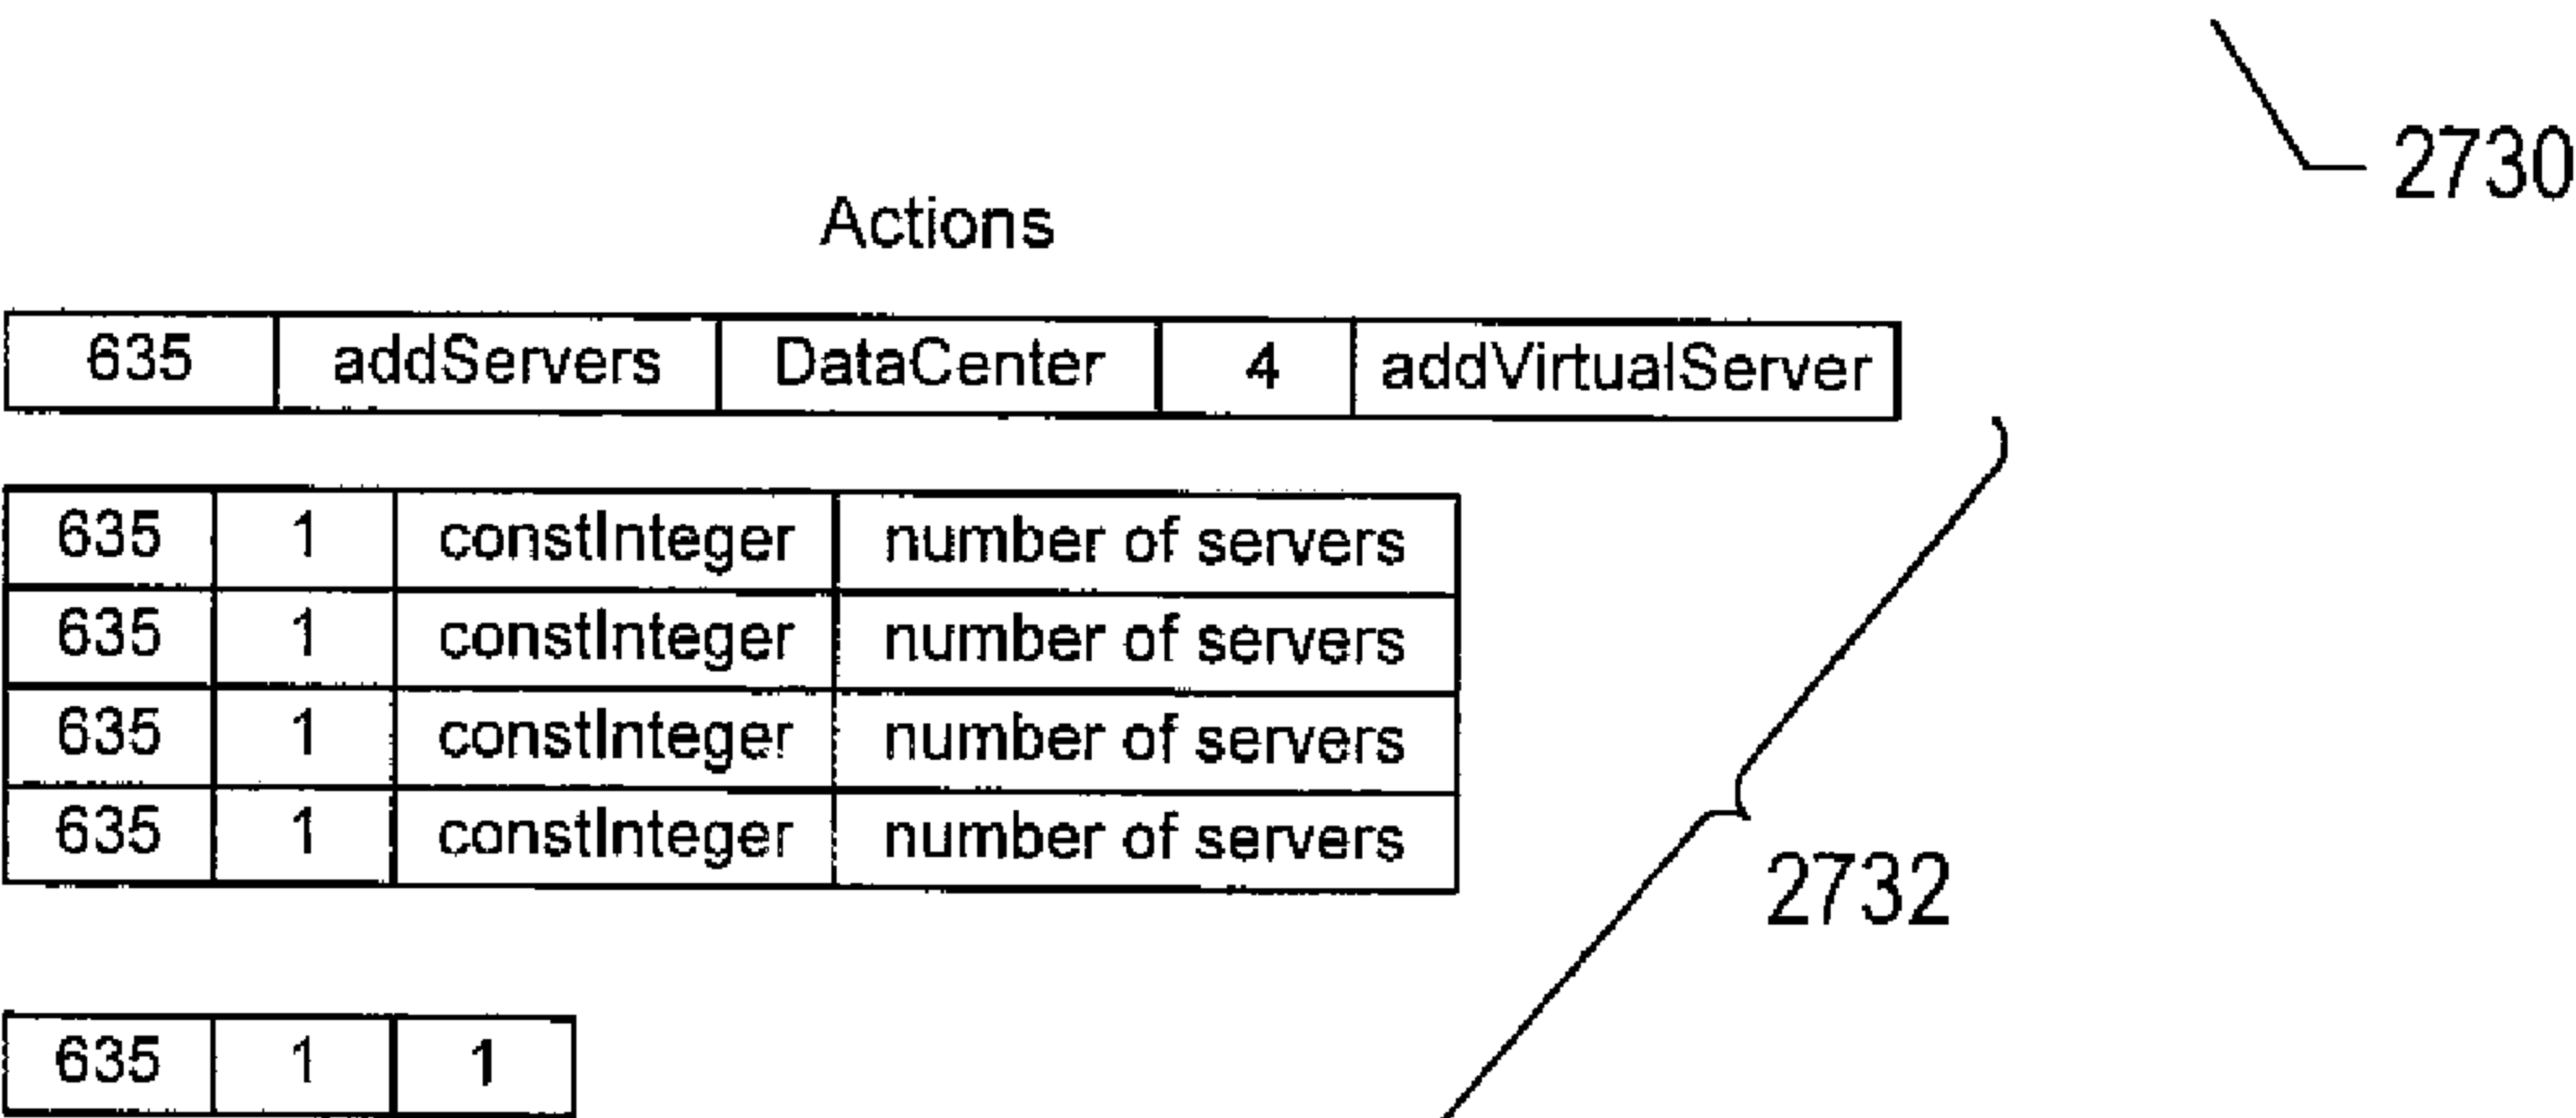 2730
Actions
635 addServers DataCenter 4 addVirtualServer
635 1 constInteger number of servers
635 1 constInteger number of servers
635 1 constInteger number of servers
635 1 constInteger number of servers
2732
635 1 1